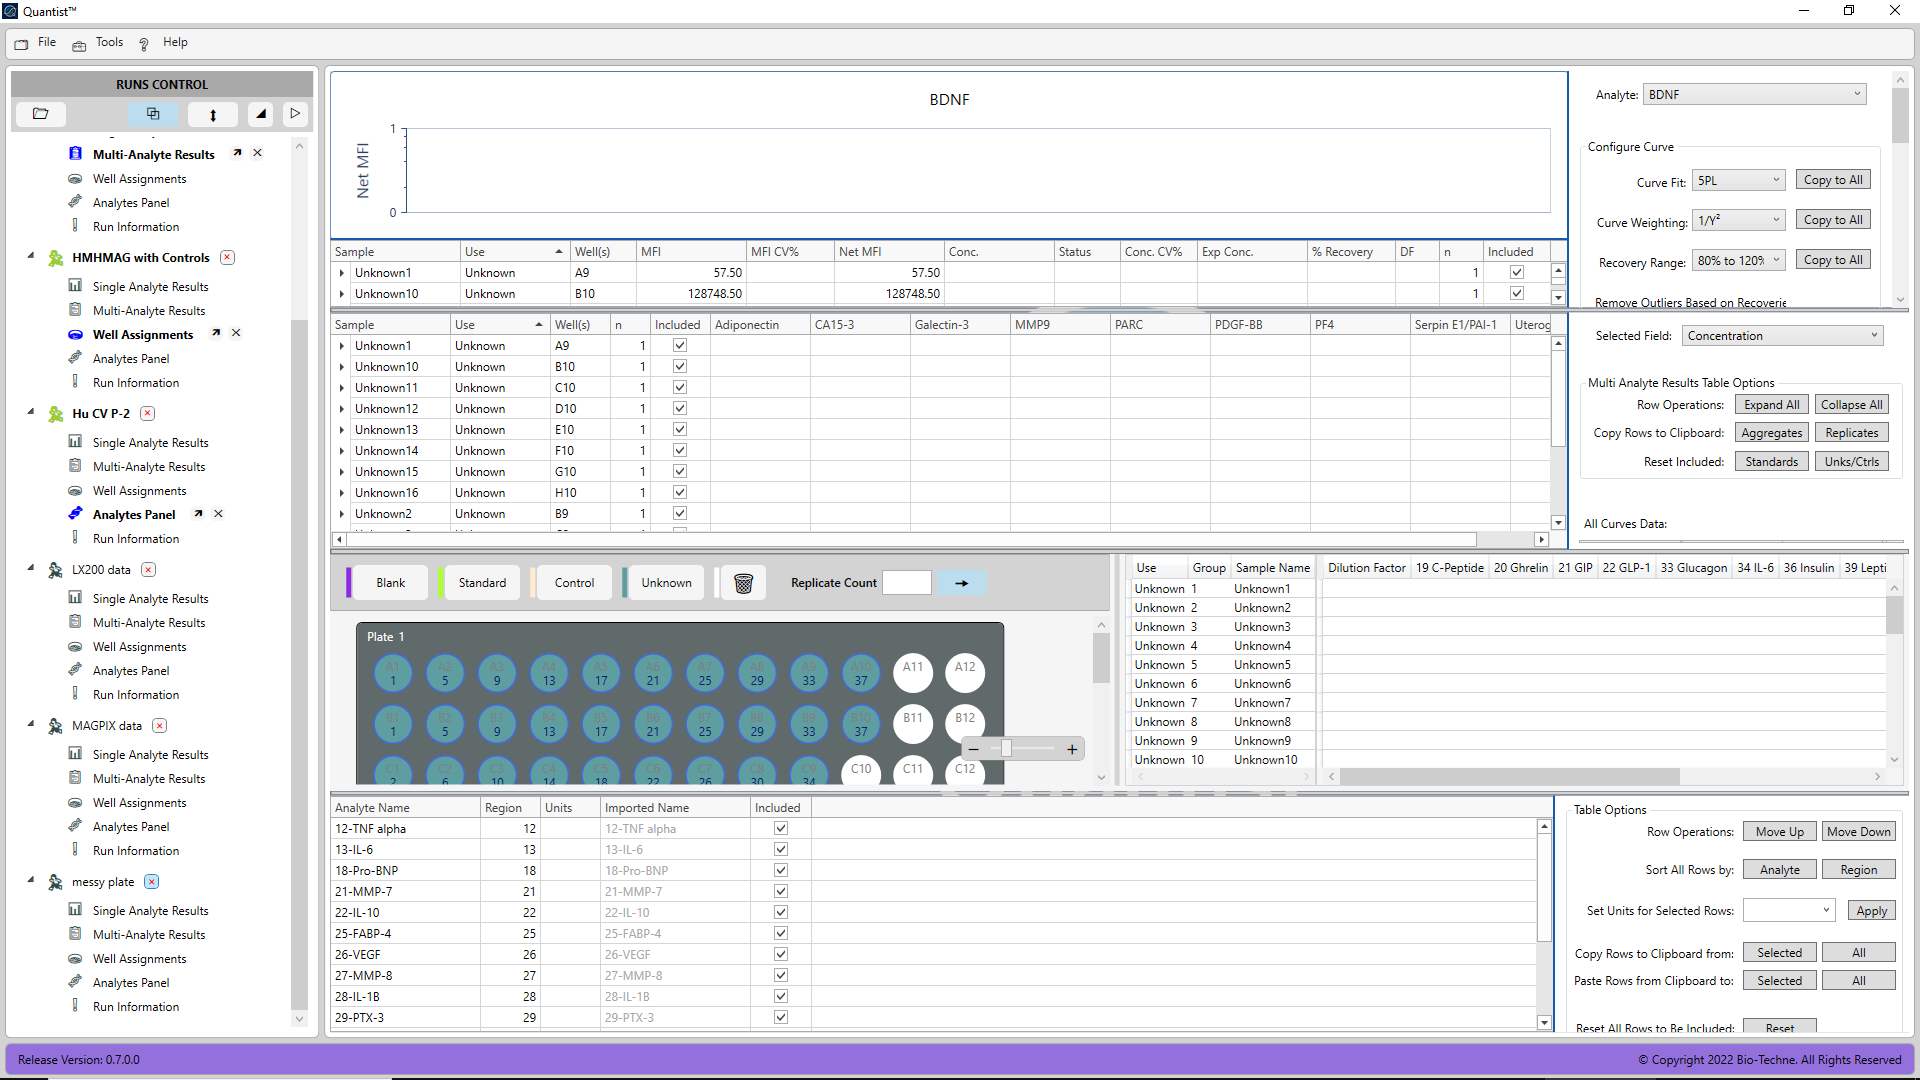 Quantist™
File Tools Help
RUNS CONTROL
Multi-Analyte Results
Well Assignments
Analytes Panel
Run Information
HMHMAG with Controls
Single Analyte Results
Multi-Analyte Results
Well Assignments
Analytes Panel
Run Information
Hu CV P-2
Single Analyte Results
Multi-Analyte Results
Well Assignments
Analytes Panel
Run Information
LX200 data
Single Analyte Results
Multi-Analyte Results
Well Assignments
Analytes Panel
Run Information
MAGPIX data
Single Analyte Results
Multi-Analyte Results
Well Assignments
Analytes Panel
Run Information
messy plate
Single Analyte Results
Multi-Analyte Results
Well Assignments
Analytes Panel
Run Information
BDNF
Net MFI
1
0
Sample Use Well(s) MFI MFI CV% Net MFI Conc. Status Conc. CV% Exp Conc. % Recovery DF n Included
Unknown1 Unknown A9 57.50 57.50 1
Unknown10 Unknown B10 128748.50 128748.50 1
Analyte: BDNF
Configure Curve
Curve Fit: 5PL Copy to All
Curve Weighting: 1/Y² Copy to All
Recovery Range: 80% to 120% Copy to All
Remove Outliers Based on Recoverie
Sample Use Well(s) n Included Adiponectin CA15-3 Galectin-3 MMP9 PARC PDGF-BB PF4 Serpin E1/PAI-1 Uterog
Unknown1 Unknown A9 1
Unknown10 Unknown B10 1
Unknown11 Unknown C10 1
Unknown12 Unknown D10 1
Unknown13 Unknown E10 1
Unknown14 Unknown F10 1
Unknown15 Unknown G10 1
Unknown16 Unknown H10 1
Unknown2 Unknown B9 1
Selected Field: Concentration
Multi Analyte Results Table Options
Row Operations: Expand All Collapse All
Copy Rows to Clipboard: Aggregates Replicates
Reset Included: Standards Unks/Ctrls
All Curves Data:
Blank Standard Control Unknown Replicate Count
Plate 1
A1 A2 A3 A4 A5 A6 A7 A8 A9 A10 A11 A12
1 5 9 13 17 21 25 29 33 37
B1 B2 B3 B4 B5 B6 B7 B8 B9 B10 B11 B12
1 5 9 13 17 21 25 29 33 37
C1 C2 C3 C4 C5 C6 C7 C8 C9 C10 C11 C12
2 6 10 14 18 22 26 30 34
Use Group Sample Name Dilution Factor 19 C-Peptide 20 Ghrelin 21 GIP 22 GLP-1 33 Glucagon 34 IL-6 36 Insulin 39 Lepti
Unknown 1 Unknown1
Unknown 2 Unknown2
Unknown 3 Unknown3
Unknown 4 Unknown4
Unknown 5 Unknown5
Unknown 6 Unknown6
Unknown 7 Unknown7
Unknown 8 Unknown8
Unknown 9 Unknown9
Unknown 10 Unknown10
Analyte Name Region Units Imported Name Included
12-TNF alpha 12 12-TNF alpha
13-IL-6 13 13-IL-6
18-Pro-BNP 18 18-Pro-BNP
21-MMP-7 21 21-MMP-7
22-IL-10 22 22-IL-10
25-FABP-4 25 25-FABP-4
26-VEGF 26 26-VEGF
27-MMP-8 27 27-MMP-8
28-IL-1B 28 28-IL-1B
29-PTX-3 29 29-PTX-3
Table Options
Row Operations: Move Up Move Down
Sort All Rows by: Analyte Region
Set Units for Selected Rows: Apply
Copy Rows to Clipboard from: Selected All
Paste Rows from Clipboard to: Selected All
Reset All Rows to Be Included: Reset
Release Version: 0.7.0.0
© Copyright 2022 Bio-Techne. All Rights Reserved